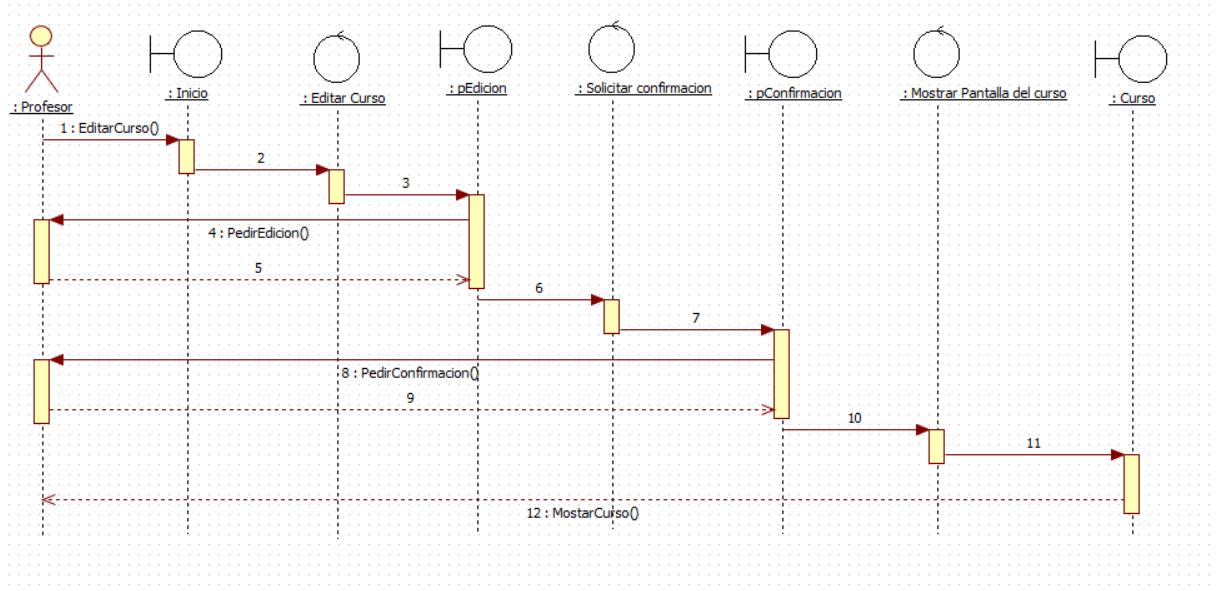 : Profesor
: Inicio
: Editar Curso
: pEdicion
: Solicitar confirmacion
: pConfirmacion
: Mostrar Pantalla del curso
: Curso
1 : EditarCurso()
2
3
4 : PedirEdicion()
5
6
7
8 : PedirConfirmacion()
9
10
11
12 : MostarCurso()